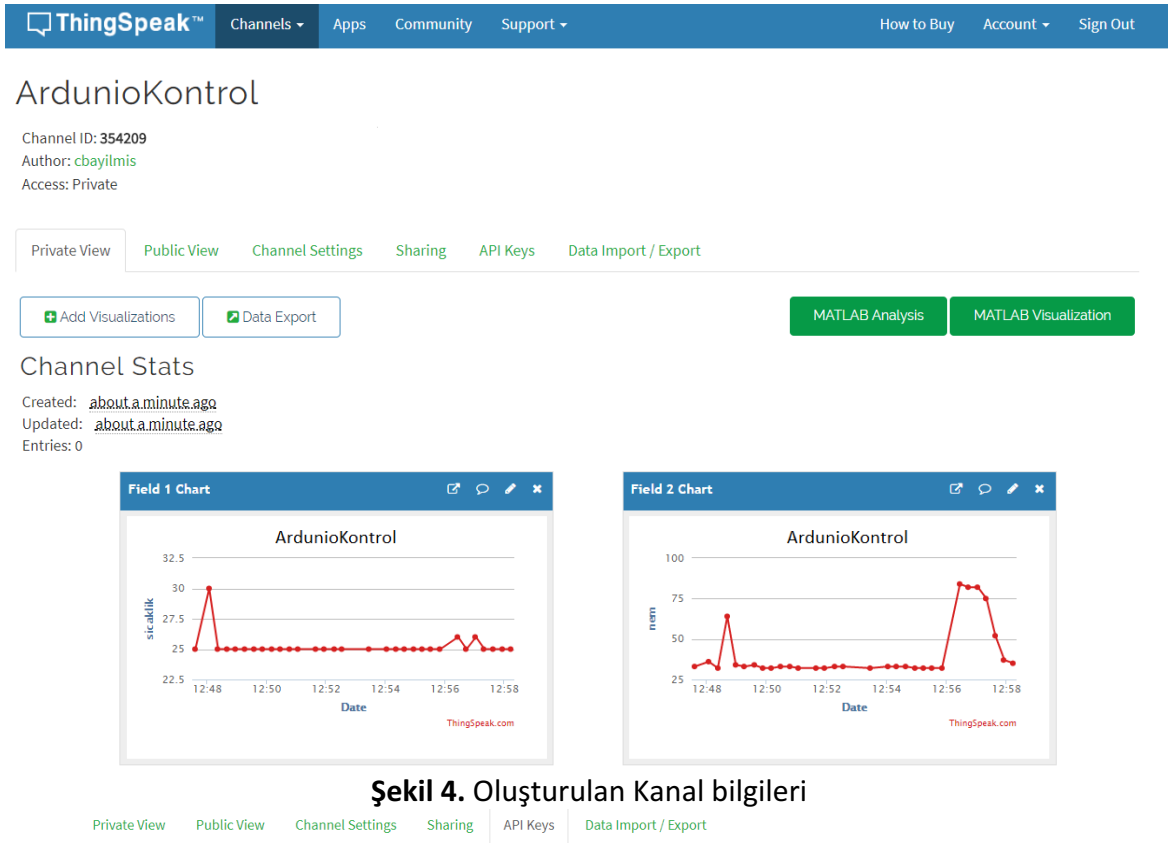 ThingSpeak™ Channels Apps Community Support How to Buy Account Sign Out
ArdunioKontrol
Channel ID: 354209
Author: cbayilmis
Access: Private
Private View Public View Channel Settings Sharing API Keys Data Import / Export
Add Visualizations Data Export MATLAB Analysis MATLAB Visualization
Channel Stats
Created: about a minute ago
Updated: about a minute ago
Entries: 0
Field 1 Chart
ArdunioKontrol
32.5
30
27.5
25
22.5
sicaklik
12:48 12:50 12:52 12:54 12:56 12:58
Date
ThingSpeak.com
Field 2 Chart
ArdunioKontrol
100
75
50
25
nem
12:48 12:50 12:52 12:54 12:56 12:58
Date
ThingSpeak.com
Şekil 4. Oluşturulan Kanal bilgileri
Private View Public View Channel Settings Sharing API Keys Data Import / Export